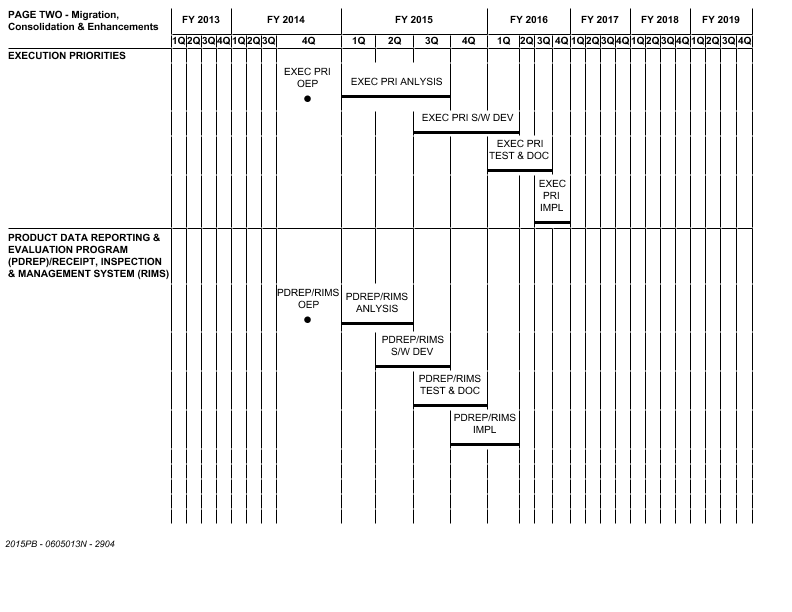 PAGE TWO - Migration,
Consolidation & Enhancements
FY 2013 FY 2014 FY 2015 FY 2016 FY 2017 FY 2018 FY 2019
1Q 2Q 3Q 4Q 1Q 2Q 3Q 4Q 1Q 2Q 3Q 4Q 1Q 2Q 3Q 4Q 1Q 2Q 3Q 4Q 1Q 2Q 3Q 4Q 1Q 2Q 3Q 4Q
EXECUTION PRIORITIES
EXEC PRI
OEP
EXEC PRI ANLYSIS
EXEC PRI S/W DEV
EXEC PRI
TEST & DOC
EXEC
PRI
IMPL
PRODUCT DATA REPORTING &
EVALUATION PROGRAM
(PDREP)/RECEIPT, INSPECTION
& MANAGEMENT SYSTEM (RIMS)
PDREP/RIMS
OEP
PDREP/RIMS
ANLYSIS
PDREP/RIMS
S/W DEV
PDREP/RIMS
TEST & DOC
PDREP/RIMS
IMPL
2015PB - 0605013N - 2904